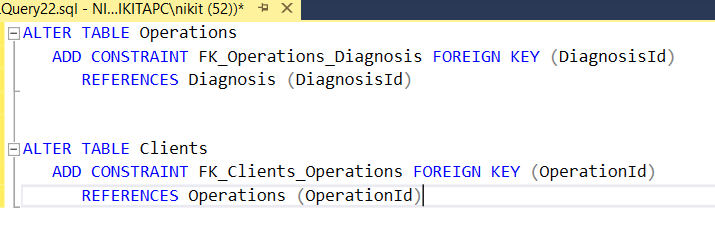 .Query22.sql - NI...IKITAPC\nikit (52))*
ALTER TABLE Operations
ADD CONSTRAINT FK_Operations_Diagnosis FOREIGN KEY (DiagnosisId)
REFERENCES Diagnosis (DiagnosisId)
ALTER TABLE Clients
ADD CONSTRAINT FK_Clients_Operations FOREIGN KEY (OperationId)
REFERENCES Operations (OperationId)